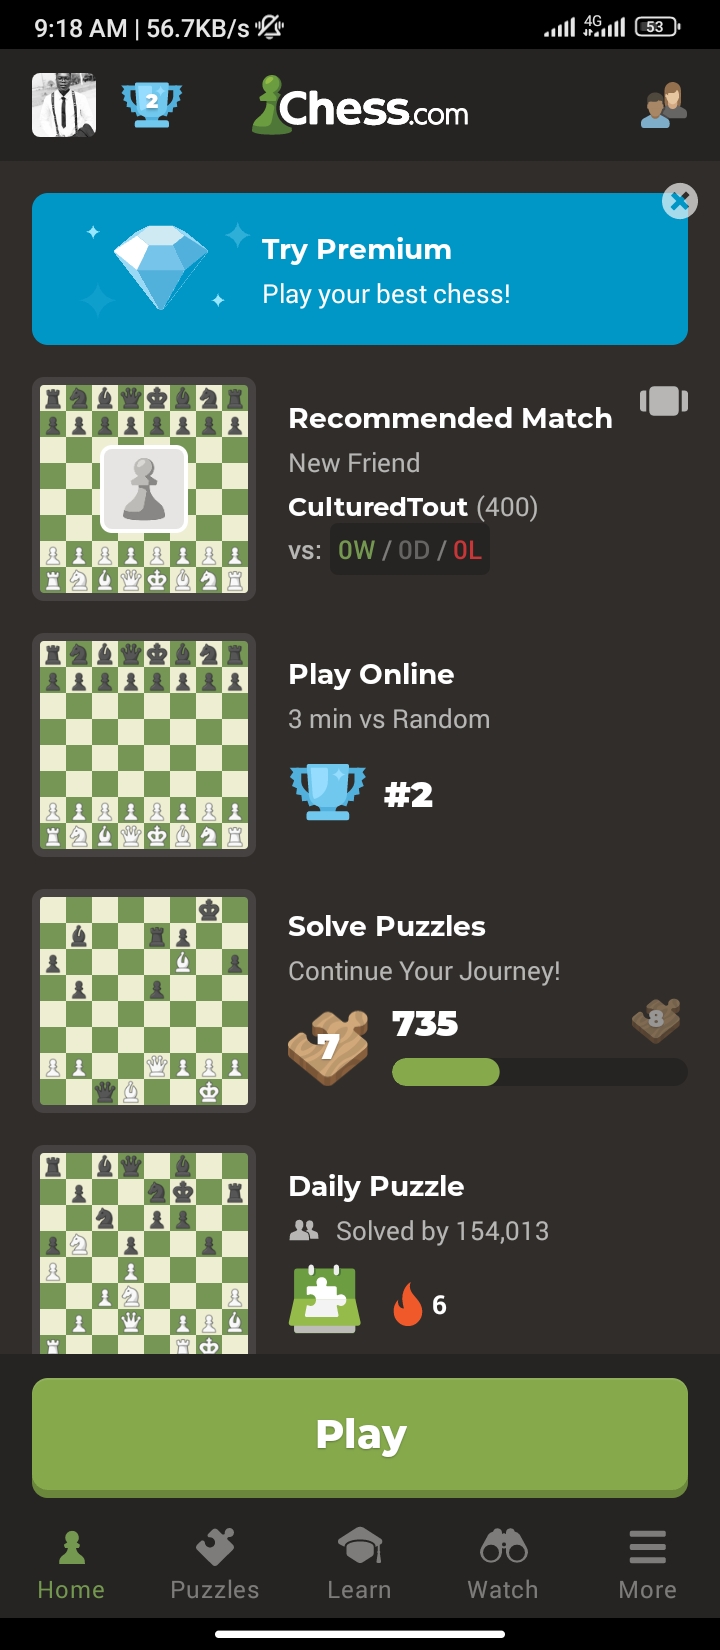 9:18 AM | 56.7KB/s 4G 53
2 Chess.com
Try Premium
Play your best chess!
Recommended Match
New Friend
CulturedTout (400)
vs: 0W / 0D / 0L
Play Online
3 min vs Random
#2
Solve Puzzles
Continue Your Journey!
7 735 8
Daily Puzzle
Solved by 154,013
6
Play
Home Puzzles Learn Watch More